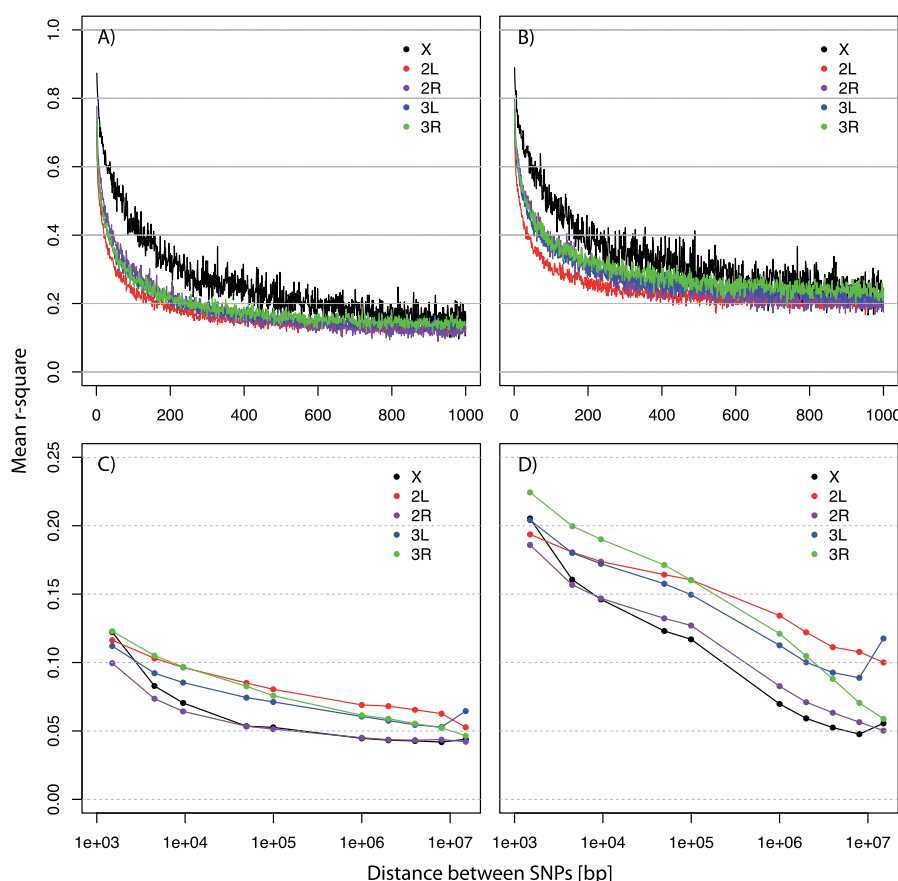 Mean r-square
A)
X
2L
2R
3L
3R
1.0
0.8
0.6
0.4
0.2
0.0
0 200 400 600 800 1000
B)
X
2L
2R
3L
3R
0 200 400 600 800 1000
C)
X
2L
2R
3L
3R
0.25
0.20
0.15
0.10
0.05
0.00
1e+03 1e+04 1e+05 1e+06 1e+07
D)
X
2L
2R
3L
3R
1e+03 1e+04 1e+05 1e+06 1e+07
Distance between SNPs [bp]